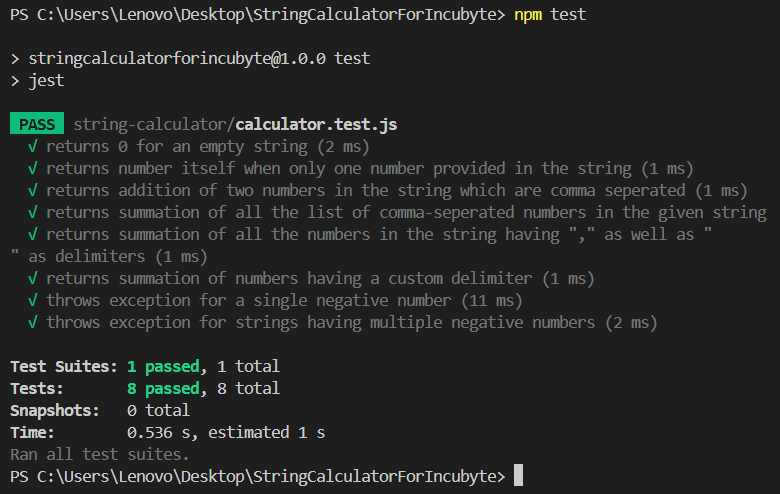 PS C:\Users\Lenovo\Desktop\StringCalculatorForIncubyte> npm test
> stringcalculatorforincubyte@1.0.0 test
> jest
PASS string-calculator/calculator.test.js
√ returns 0 for an empty string (2 ms)
√ returns number itself when only one number provided in the string (1 ms)
√ returns addition of two numbers in the string which are comma seperated (1 ms)
√ returns summation of all the list of comma-seperated numbers in the given string
√ returns summation of all the numbers in the string having "," as well as "
" as delimiters (1 ms)
√ returns summation of numbers having a custom delimiter (1 ms)
√ throws exception for a single negative number (11 ms)
√ throws exception for strings having multiple negative numbers (2 ms)
Test Suites: 1 passed, 1 total
Tests: 8 passed, 8 total
Snapshots: 0 total
Time: 0.536 s, estimated 1 s
Ran all test suites.
PS C:\Users\Lenovo\Desktop\StringCalculatorForIncubyte>